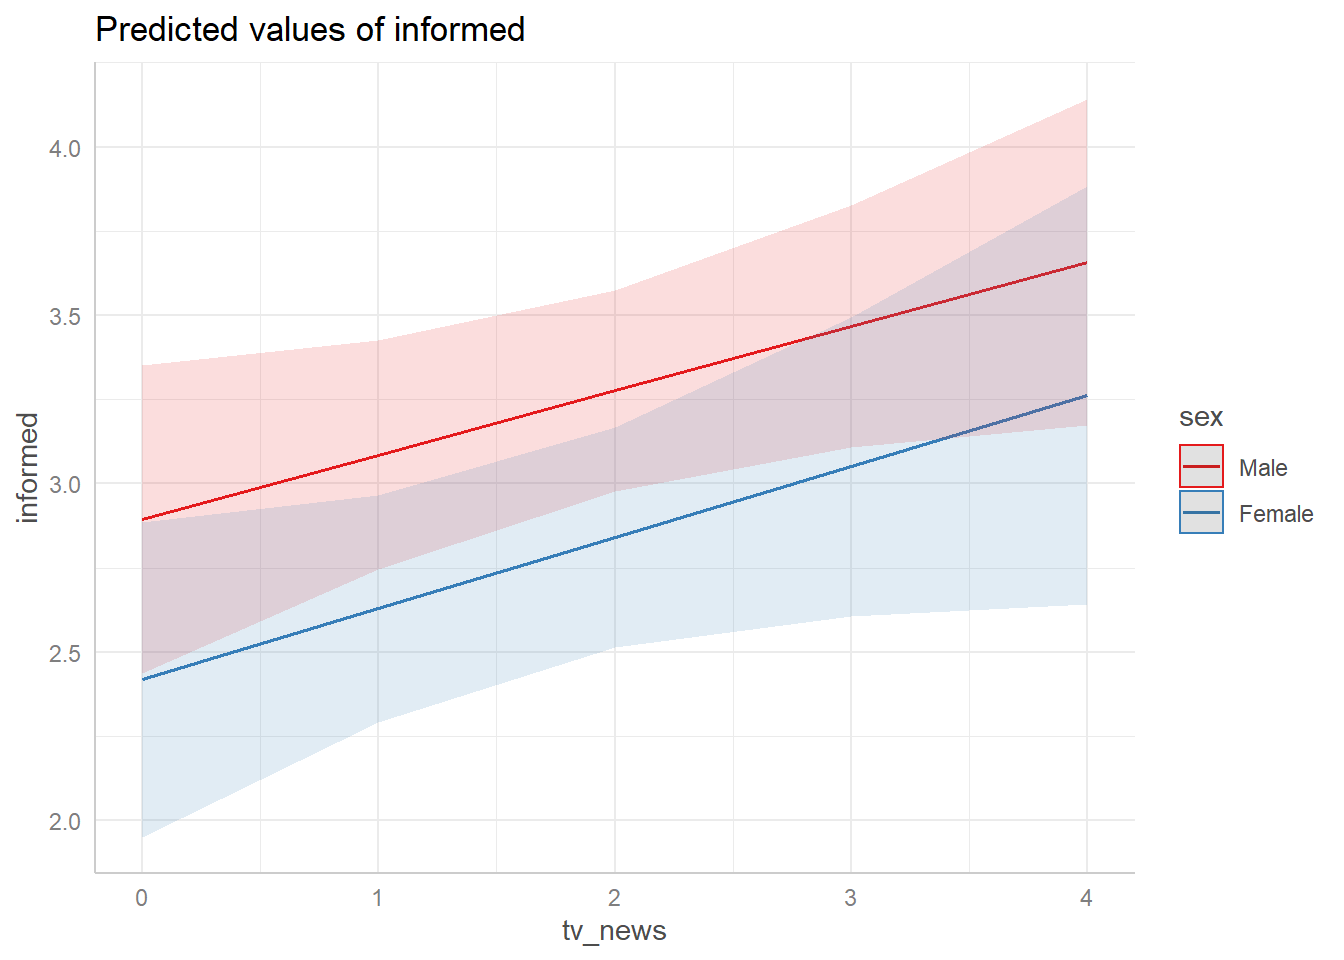 Predicted values of informed
4.0
3.5
3.0
2.5
2.0
informed
0 1 2 3 4
tv_news
sex
Male
Female